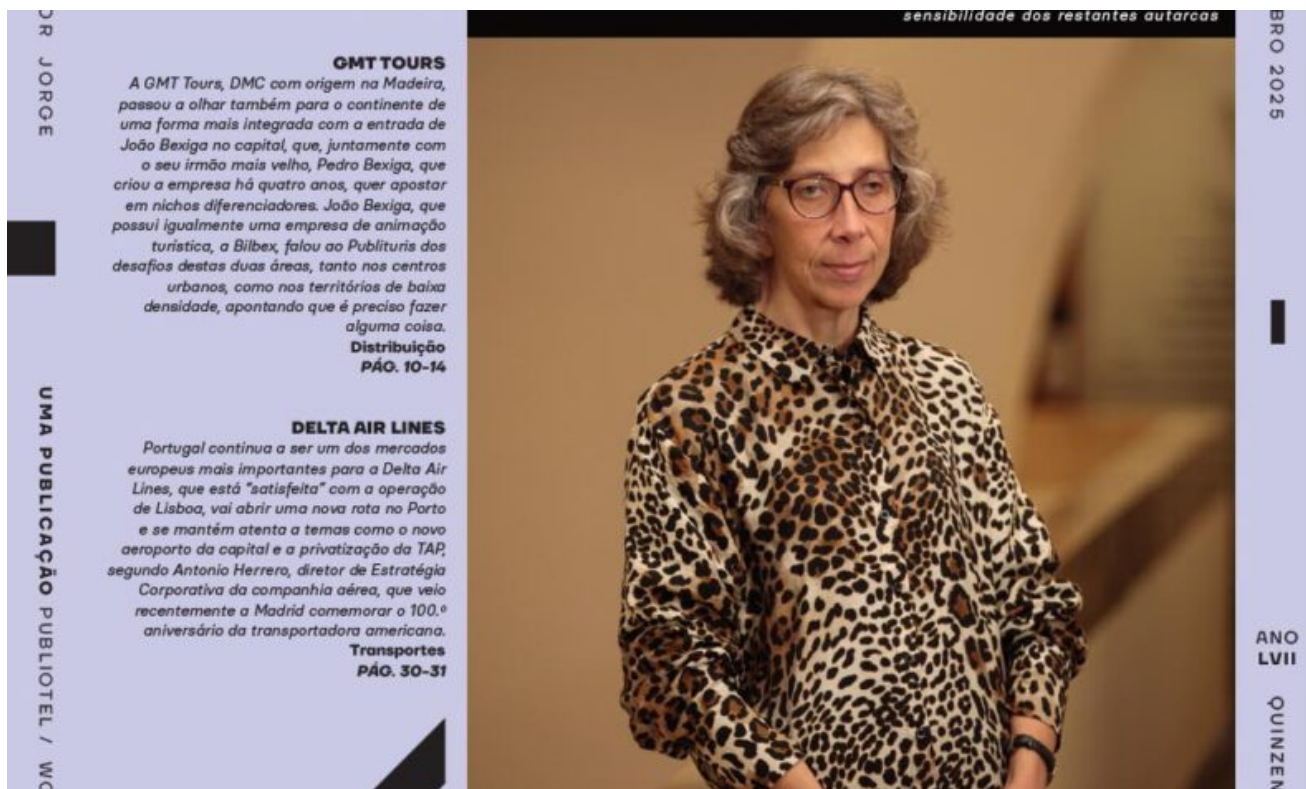 sensibilidade dos restantes autarcas
GMT TOURS
A GMT Tours, DMC com origem na Madeira,
passou a olhar também para o continente de
uma forma mais integrada com a entrada de
João Bexiga no capital, que, juntamente com
o seu irmão mais velho, Pedro Bexiga, que
criou a empresa há quatro anos, quer apostar
em nichos diferenciadores. João Bexiga, que
possui igualmente uma empresa de animação
turística, a Bilbex, falou ao Publituris dos
desafios destas duas áreas, tanto nos centros
urbanos, como nos territórios de baixa
densidade, apontando que é preciso fazer
alguma coisa.
Distribuição
PÁG. 10-14
DELTA AIR LINES
Portugal continua a ser um dos mercados
europeus mais importantes para a Delta Air
Lines, que está “satisfeita” com a operação
de Lisboa, vai abrir uma nova rota no Porto
e se mantém atenta a temas como o novo
aeroporto da capital e a privatização da TAP,
segundo Antonio Herrero, diretor de Estratégia
Corporativa da companhia aérea, que veio
recentemente a Madrid comemorar o 100.º
aniversário da transportadora americana.
Transportes
PÁG. 30-31
OR JORGE
UMA PUBLICAÇÃO PUBLIOTEL / WO
BRO 2025
ANO
LVII
QUINZEN